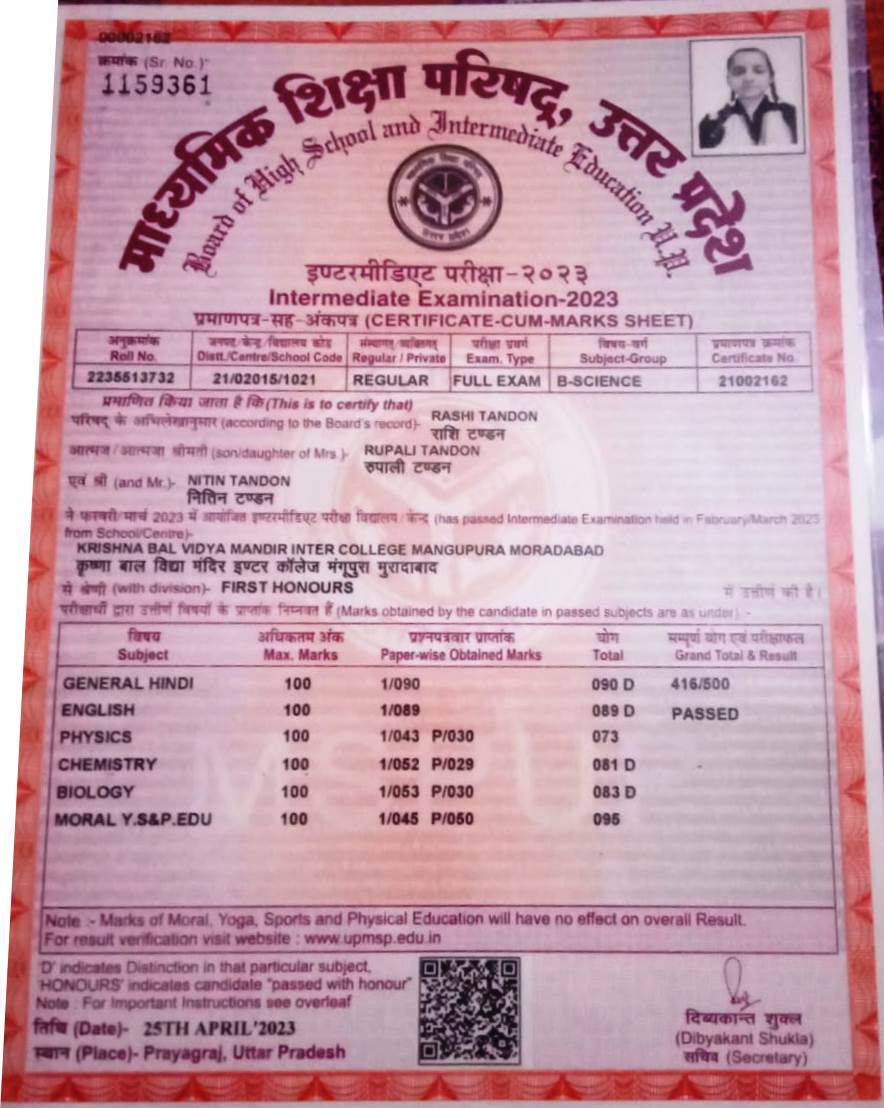 00002162
क्रमांक (Sr. No.)
1159361
माध्यमिक शिक्षा परिषद्, उत्तर प्रदेश
Board of High School and Intermediate Education U.P.
इण्टरमीडिएट परीक्षा-२०२३
Intermediate Examination-2023
प्रमाणपत्र-सह-अंकपत्र (CERTIFICATE-CUM-MARKS SHEET)
अनुक्रमांक जनपद/केन्द्र/विद्यालय कोड संस्थागत/व्यक्तिगत परीक्षा प्रवर्ग विषय-वर्ग प्रमाणपत्र क्रमांक
Roll No. Distt./Centre/School Code Regular / Private Exam. Type Subject-Group Certificate No.
2235513732 21/02015/1021 REGULAR FULL EXAM B-SCIENCE 21002162
प्रमाणित किया जाता है कि (This is to certify that)
परिषद् के अभिलेखानुसार (according to the Board's record)- RASHI TANDON
राशि टण्डन
आत्मज/आत्मजा श्रीमती (son/daughter of Mrs.)- RUPALI TANDON
रुपाली टण्डन
एवं श्री (and Mr.)- NITIN TANDON
नितिन टण्डन
ने फरवरी/मार्च 2023 में आयोजित इण्टरमीडिएट परीक्षा विद्यालय/केन्द्र (has passed Intermediate Examination held in February/March 2023
from School/Centre)-
KRISHNA BAL VIDYA MANDIR INTER COLLEGE MANGUPURA MORADABAD
कृष्णा बाल विद्या मंदिर इण्टर कॉलेज मंगूपुरा मुरादाबाद
से श्रेणी (with division)- FIRST HONOURS में उत्तीर्ण की है।
परीक्षार्थी द्वारा उत्तीर्ण विषयों के प्राप्तांक निम्नवत हैं (Marks obtained by the candidate in passed subjects are as under) -
विषय अधिकतम अंक प्रश्नपत्रवार प्राप्तांक योग सम्पूर्ण योग एवं परीक्षाफल
Subject Max. Marks Paper-wise Obtained Marks Total Grand Total & Result
GENERAL HINDI 100 1/090 090 D 416/500
ENGLISH 100 1/089 089 D PASSED
PHYSICS 100 1/043 P/030 073
CHEMISTRY 100 1/052 P/029 081 D -
BIOLOGY 100 1/053 P/030 083 D
MORAL Y.S&P.EDU 100 1/045 P/050 095
Note :- Marks of Moral, Yoga, Sports and Physical Education will have no effect on overall Result.
For result verification visit website : www.upmsp.edu.in
'D' indicates Distinction in that particular subject,
'HONOURS' indicates candidate "passed with honour"
Note : For Important Instructions see overleaf
तिथि (Date)- 25TH APRIL'2023
स्थान (Place)- Prayagraj, Uttar Pradesh
दिब्यकान्त शुक्ल
(Dibyakant Shukla)
सचिव (Secretary)